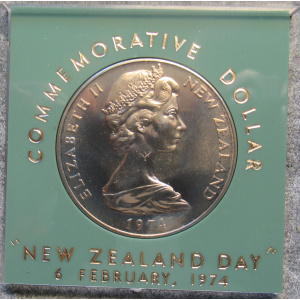 COMMEMORATIVE DOLLAR
ELIZABETH II NEW ZEALAND
1974
"NEW ZEALAND DAY"
6 FEBRUARY, 1974